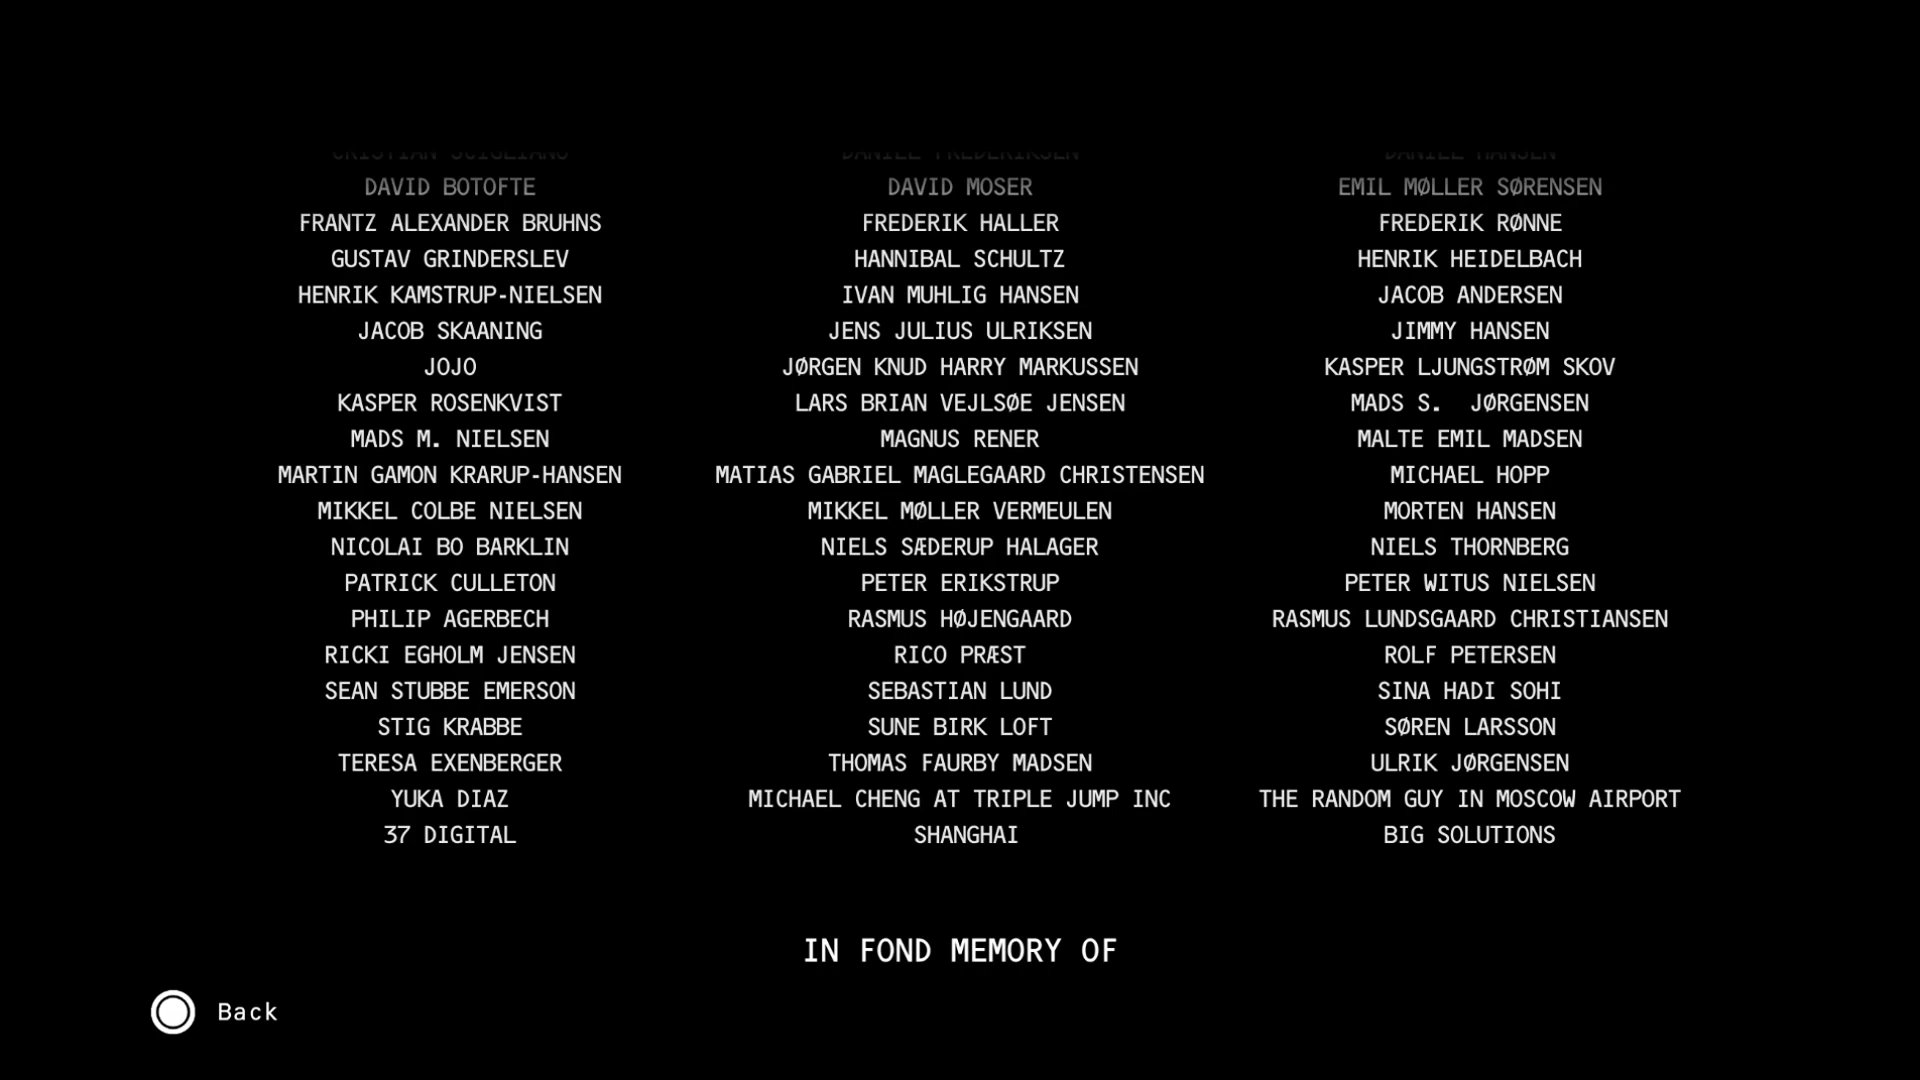 CRISTIAN SCIGLIANO DANIEL FREDERIKSEN DANIEL HANSEN
DAVID BOTOFTE DAVID MOSER EMIL MØLLER SØRENSEN
FRANTZ ALEXANDER BRUHNS FREDERIK HALLER FREDERIK RØNNE
GUSTAV GRINDERSLEV HANNIBAL SCHULTZ HENRIK HEIDELBACH
HENRIK KAMSTRUP-NIELSEN IVAN MUHLIG HANSEN JACOB ANDERSEN
JACOB SKAANING JENS JULIUS ULRIKSEN JIMMY HANSEN
JOJO JØRGEN KNUD HARRY MARKUSSEN KASPER LJUNGSTRØM SKOV
KASPER ROSENKVIST LARS BRIAN VEJLSØE JENSEN MADS S. JØRGENSEN
MADS M. NIELSEN MAGNUS RENER MALTE EMIL MADSEN
MARTIN GAMON KRARUP-HANSEN MATIAS GABRIEL MAGLEGAARD CHRISTENSEN MICHAEL HOPP
MIKKEL COLBE NIELSEN MIKKEL MØLLER VERMEULEN MORTEN HANSEN
NICOLAI BO BARKLIN NIELS SÆDERUP HALAGER NIELS THORNBERG
PATRICK CULLETON PETER ERIKSTRUP PETER WITUS NIELSEN
PHILIP AGERBECH RASMUS HØJENGAARD RASMUS LUNDSGAARD CHRISTIANSEN
RICKI EGHOLM JENSEN RICO PRÆST ROLF PETERSEN
SEAN STUBBE EMERSON SEBASTIAN LUND SINA HADI SOHI
STIG KRABBE SUNE BIRK LOFT SØREN LARSSON
TERESA EXENBERGER THOMAS FAURBY MADSEN ULRIK JØRGENSEN
YUKA DIAZ MICHAEL CHENG AT TRIPLE JUMP INC THE RANDOM GUY IN MOSCOW AIRPORT
37 DIGITAL SHANGHAI BIG SOLUTIONS
IN FOND MEMORY OF
Back